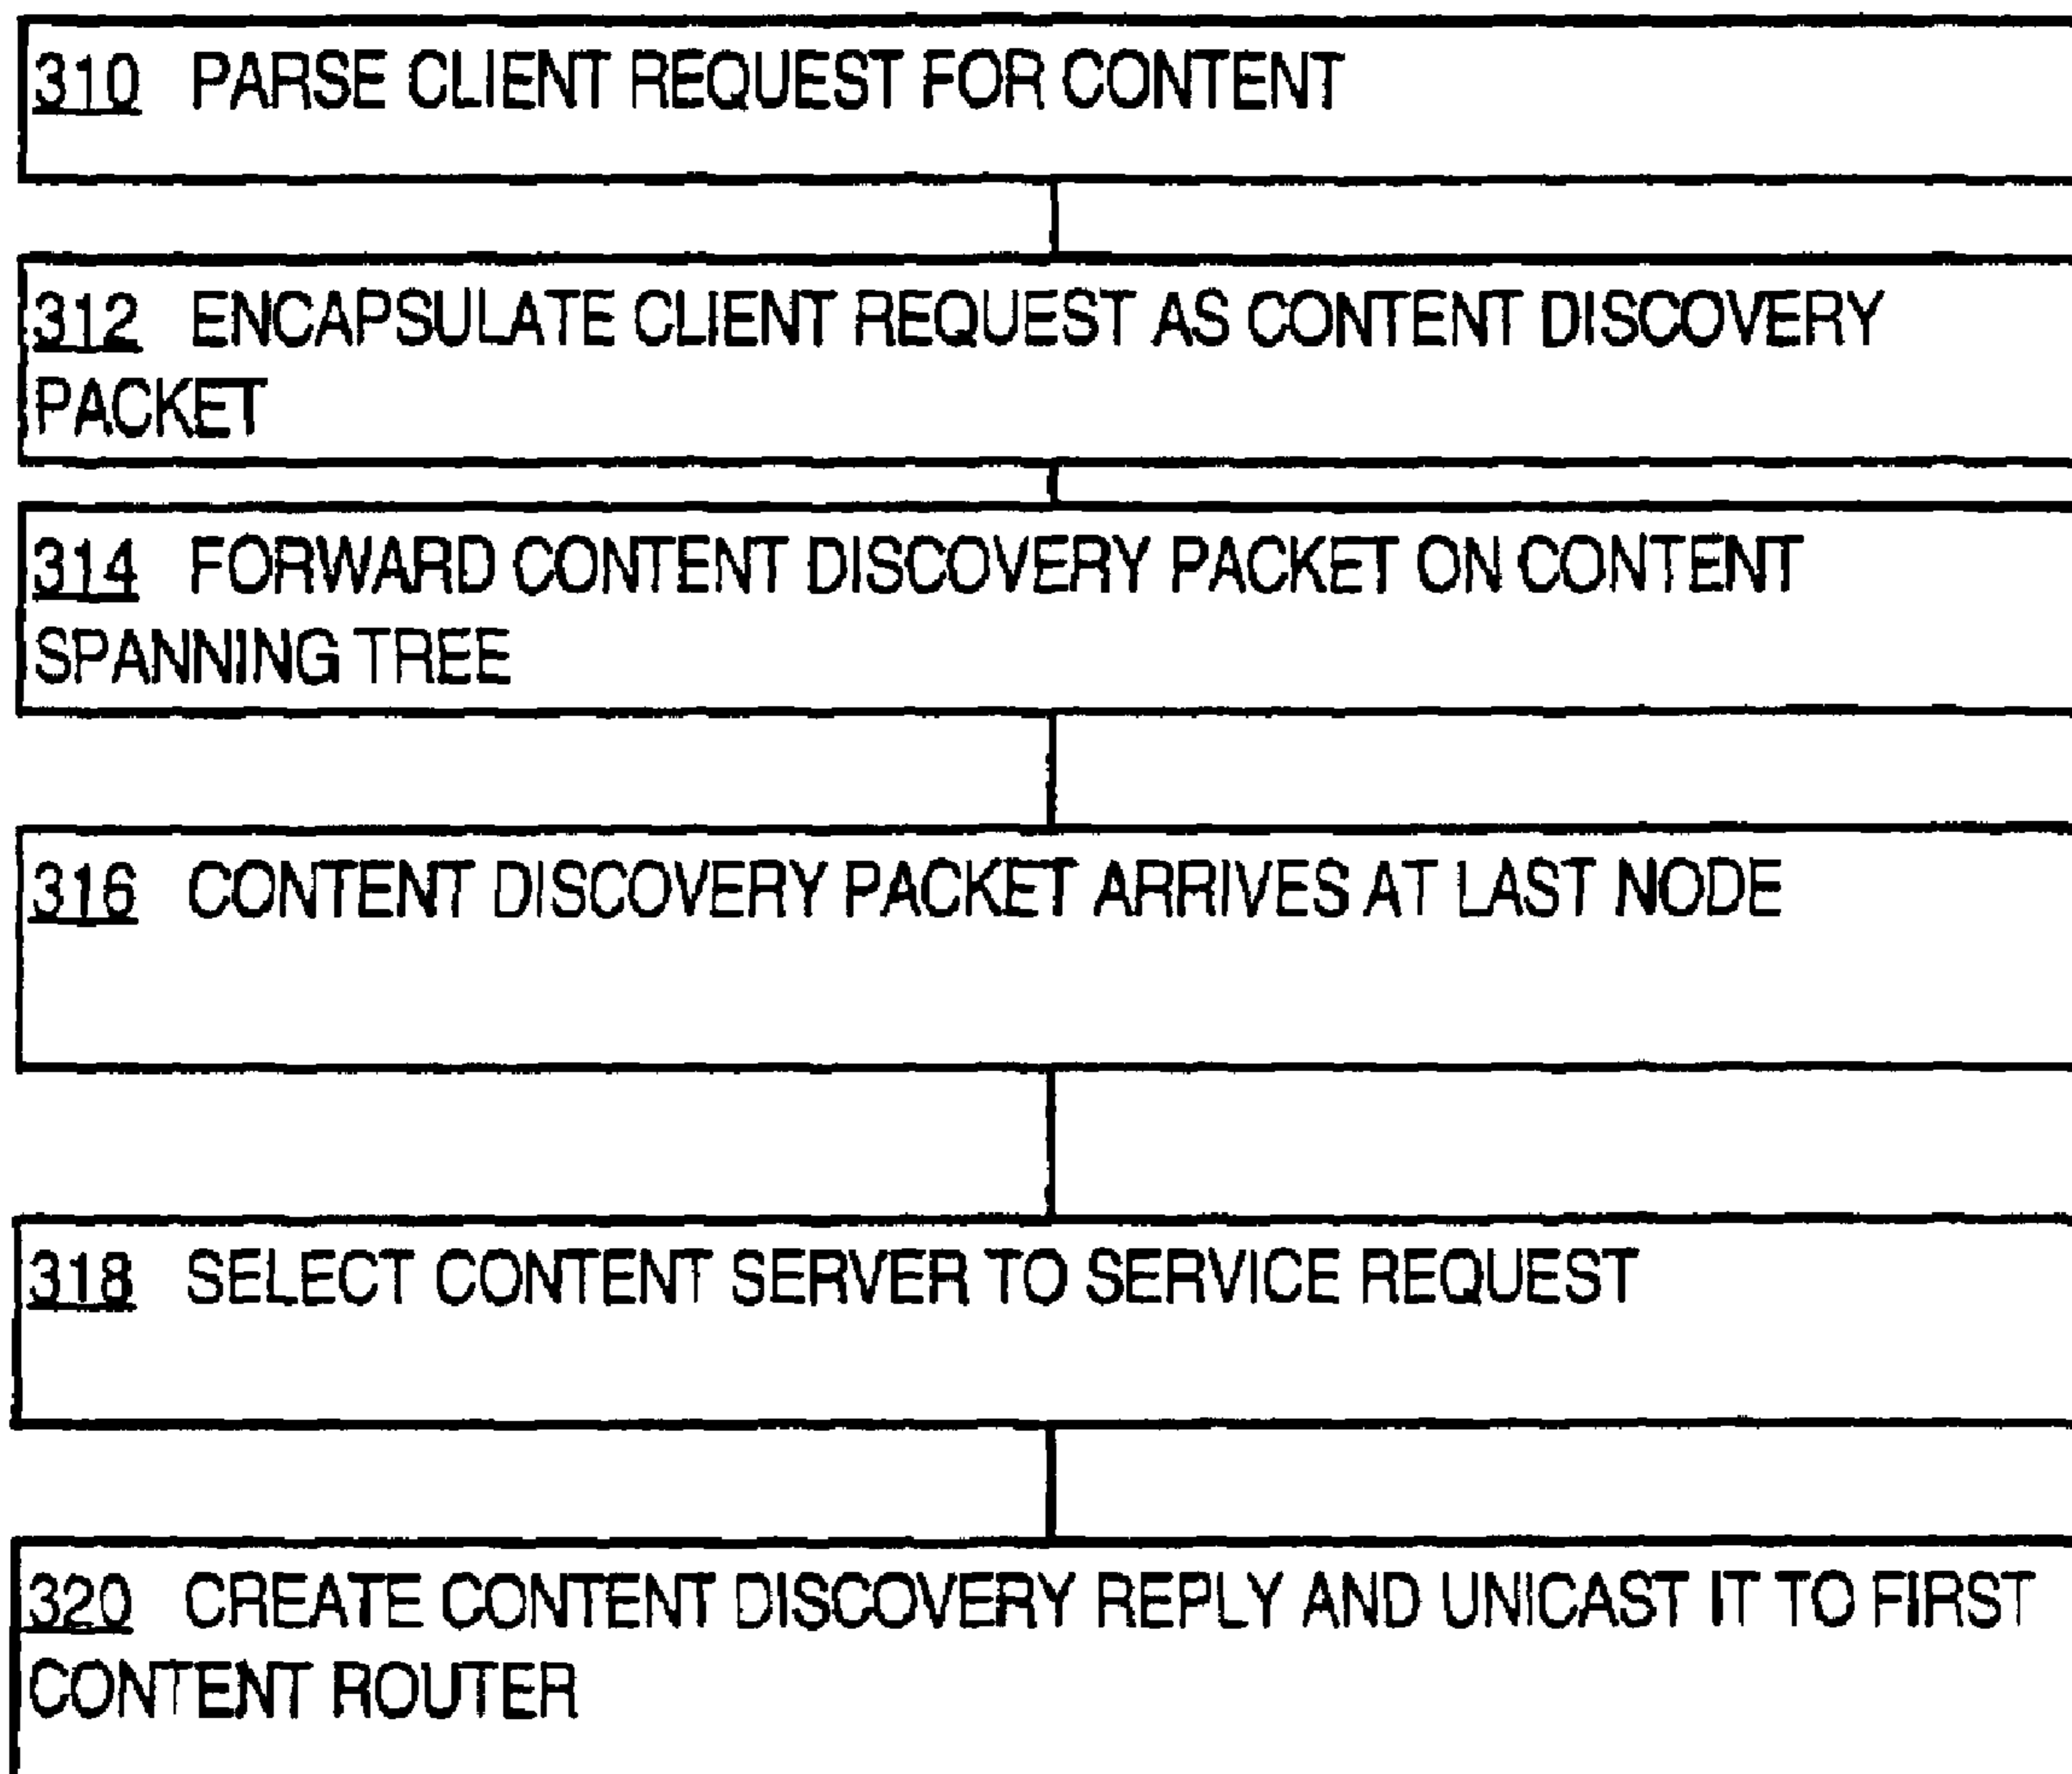 310 PARSE CLIENT REQUEST FOR CONTENT
312 ENCAPSULATE CLIENT REQUEST AS CONTENT DISCOVERY
PACKET
314 FORWARD CONTENT DISCOVERY PACKET ON CONTENT
SPANNING TREE
316 CONTENT DISCOVERY PACKET ARRIVES AT LAST NODE
318 SELECT CONTENT SERVER TO SERVICE REQUEST
320 CREATE CONTENT DISCOVERY REPLY AND UNICAST IT TO FIRST
CONTENT ROUTER